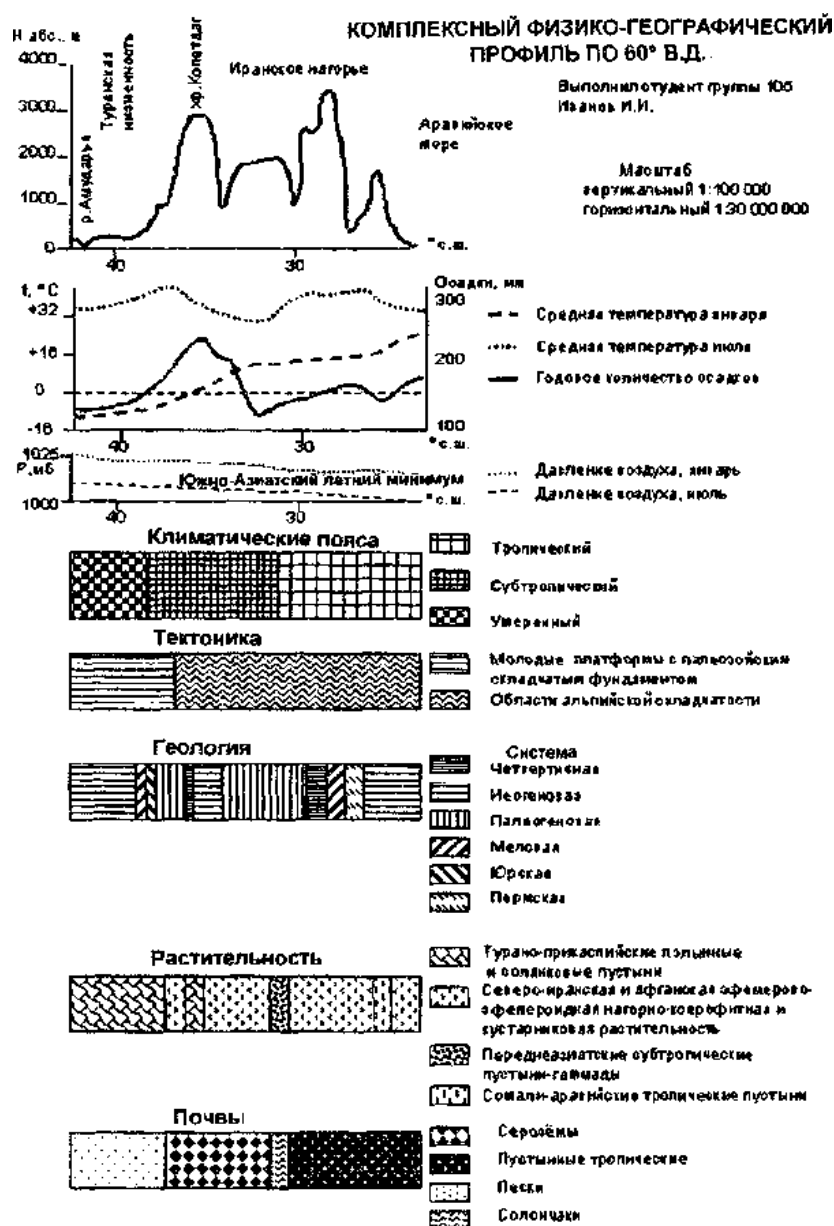 КОМПЛЕКСНЫЙ ФИЗИКО-ГЕОГРАФИЧЕСКИЙ
ПРОФИЛЬ ПО 60° В.Д.
Выполнил студент группы 105
Иванов И.И.
Масштаб
вертикальный 1:100 000
горизонтальный 1:30 000 000
Н абс., м
4000
3000
2000
1000
0
р. Амударья
Туранская
низменность
хр. Копетдаг
Иранское нагорье
Аравийское
море
40
30
° с.ш.
t, °C
+32
+16
0
-16
Осадки, мм
300
200
100
40
30
° с.ш.
Средняя температура января
Средняя температура июля
Годовое количество осадков
1025
Р, мб
1000
Южно-Азиатский летний минимум
40
30
° с.ш.
Давление воздуха, январь
Давление воздуха, июль
Климатические пояса
Тропический
Субтропический
Умеренный
Тектоника
Молодые платформы с палеозойским
складчатым фундаментом
Области альпийской складчатости
Геология
Система
Четвертичная
Неогеновая
Палеогеновая
Меловая
Юрская
Пермская
Растительность
Турано-прикаспийские полынные
и солянковые пустыни
Северо-иранская и афганская эфемерово-
эфемероидная нагорно-ксерофитная и
кустарниковая растительность
Переднеазиатские субтропические
пустыни-гаммады
Сомали-аравийские тропические пустыни
Почвы
Серозёмы
Пустынные тропические
Пески
Солончаки